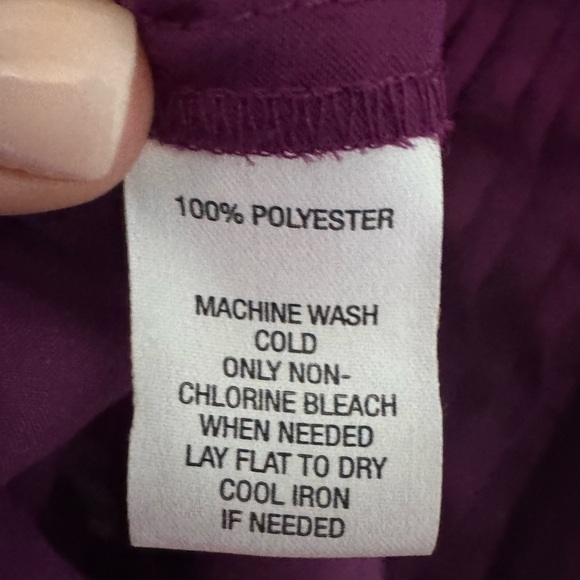 100% POLYESTER
MACHINE WASH
COLD
ONLY NON-
CHLORINE BLEACH
WHEN NEEDED
LAY FLAT TO DRY
COOL IRON
IF NEEDED